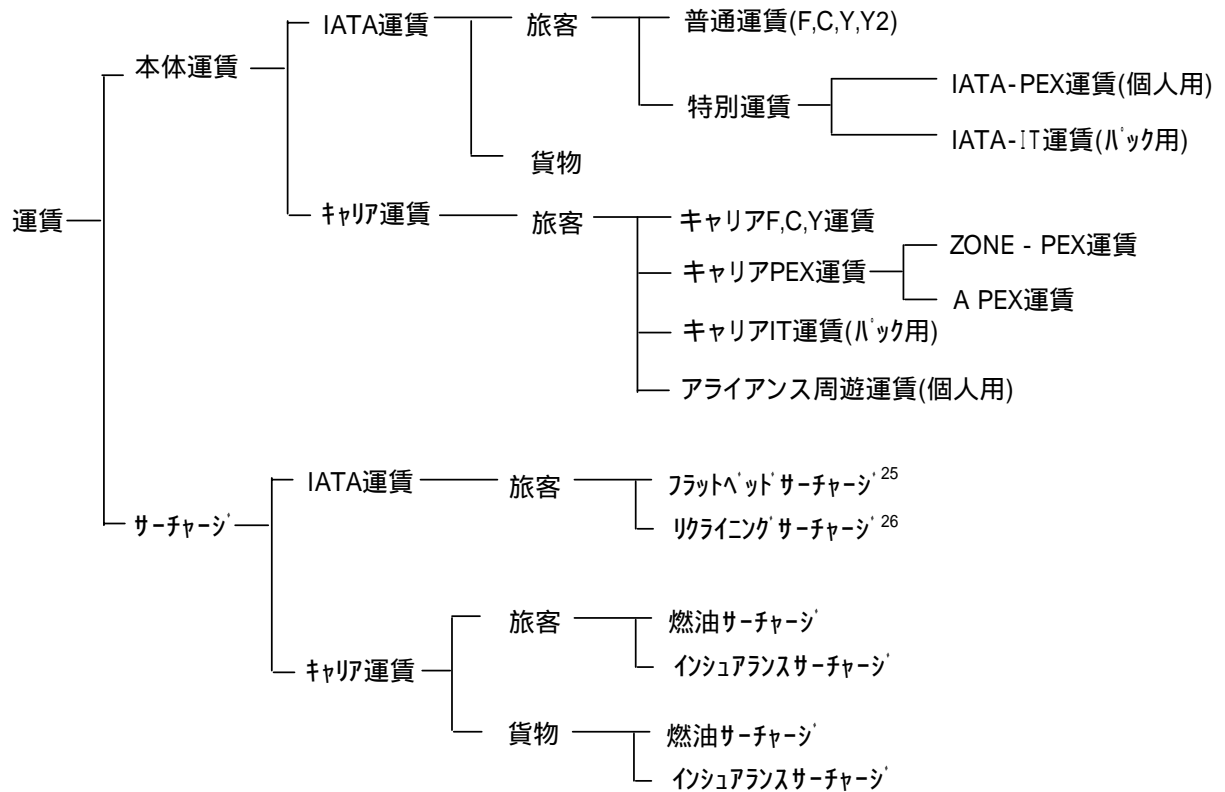 IATA運賃
旅客
普通運賃(F,C,Y,Y2)
本体運賃
IATA-PEX運賃(個人用)
特別運賃
IATA-IT運賃(ﾊﾟｯｸ用)
貨物
運賃
ｷｬﾘｱ運賃
旅客
キャリアF,C,Y運賃
ZONE - PEX運賃
キャリアPEX運賃
A PEX運賃
キャリアIT運賃(ﾊﾟｯｸ用)
アライアンス周遊運賃(個人用)
IATA運賃
旅客
ﾌﾗｯﾄﾍﾞｯﾄﾞｻｰﾁｬｰｼﾞ25
ｻｰﾁｬｰｼﾞ
ﾘｸﾗｲﾆﾝｸﾞｻｰﾁｬｰｼﾞ26
旅客
燃油ｻｰﾁｬｰｼﾞ
ｷｬﾘｱ運賃
ｲﾝｼｭｱﾗﾝｽｻｰﾁｬｰｼﾞ
貨物
燃油ｻｰﾁｬｰｼﾞ
ｲﾝｼｭｱﾗﾝｽｻｰﾁｬｰｼﾞ